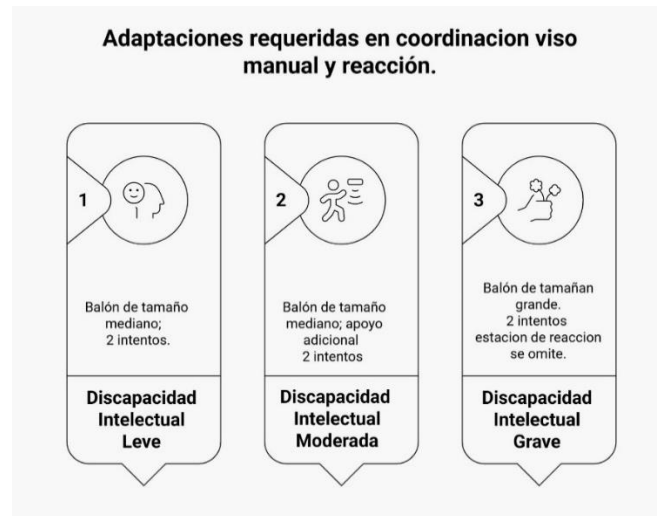 Adaptaciones requeridas en coordinacion viso
manual y reacción.
1
Balón de tamaño
mediano;
2 intentos.
Discapacidad
Intelectual
Leve
2
Balón de tamaño
mediano; apoyo
adicional
2 intentos
Discapacidad
Intelectual
Moderada
3
Balón de tamañan
grande.
2 intentos
estacion de reaccion
se omite.
Discapacidad
Intelectual
Grave